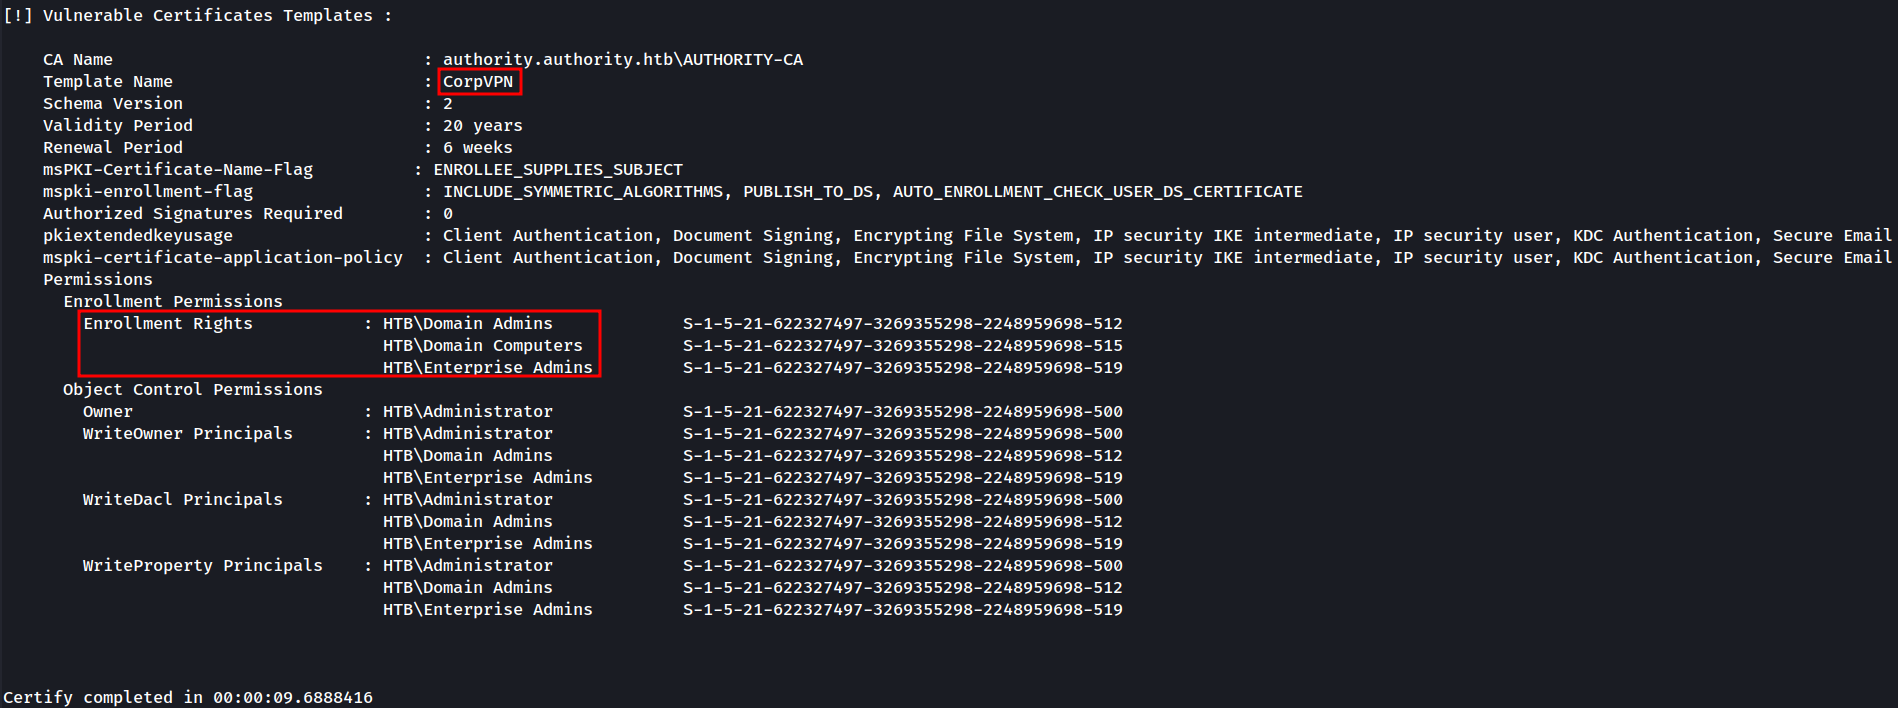 [!] Vulnerable Certificates Templates :
CA Name : authority.authority.htb\AUTHORITY-CA
Template Name : CorpVPN
Schema Version : 2
Validity Period : 20 years
Renewal Period : 6 weeks
msPKI-Certificate-Name-Flag : ENROLLEE_SUPPLIES_SUBJECT
mspki-enrollment-flag : INCLUDE_SYMMETRIC_ALGORITHMS, PUBLISH_TO_DS, AUTO_ENROLLMENT_CHECK_USER_DS_CERTIFICATE
Authorized Signatures Required : 0
pkiextendedkeyusage : Client Authentication, Document Signing, Encrypting File System, IP security IKE intermediate, IP security user, KDC Authentication, Secure Email
mspki-certificate-application-policy : Client Authentication, Document Signing, Encrypting File System, IP security IKE intermediate, IP security user, KDC Authentication, Secure Email
Permissions
Enrollment Permissions
Enrollment Rights : HTB\Domain Admins S-1-5-21-622327497-3269355298-2248959698-512
HTB\Domain Computers S-1-5-21-622327497-3269355298-2248959698-515
HTB\Enterprise Admins S-1-5-21-622327497-3269355298-2248959698-519
Object Control Permissions
Owner : HTB\Administrator S-1-5-21-622327497-3269355298-2248959698-500
WriteOwner Principals : HTB\Administrator S-1-5-21-622327497-3269355298-2248959698-500
HTB\Domain Admins S-1-5-21-622327497-3269355298-2248959698-512
HTB\Enterprise Admins S-1-5-21-622327497-3269355298-2248959698-519
WriteDacl Principals : HTB\Administrator S-1-5-21-622327497-3269355298-2248959698-500
HTB\Domain Admins S-1-5-21-622327497-3269355298-2248959698-512
HTB\Enterprise Admins S-1-5-21-622327497-3269355298-2248959698-519
WriteProperty Principals : HTB\Administrator S-1-5-21-622327497-3269355298-2248959698-500
HTB\Domain Admins S-1-5-21-622327497-3269355298-2248959698-512
HTB\Enterprise Admins S-1-5-21-622327497-3269355298-2248959698-519
Certify completed in 00:00:09.6888416